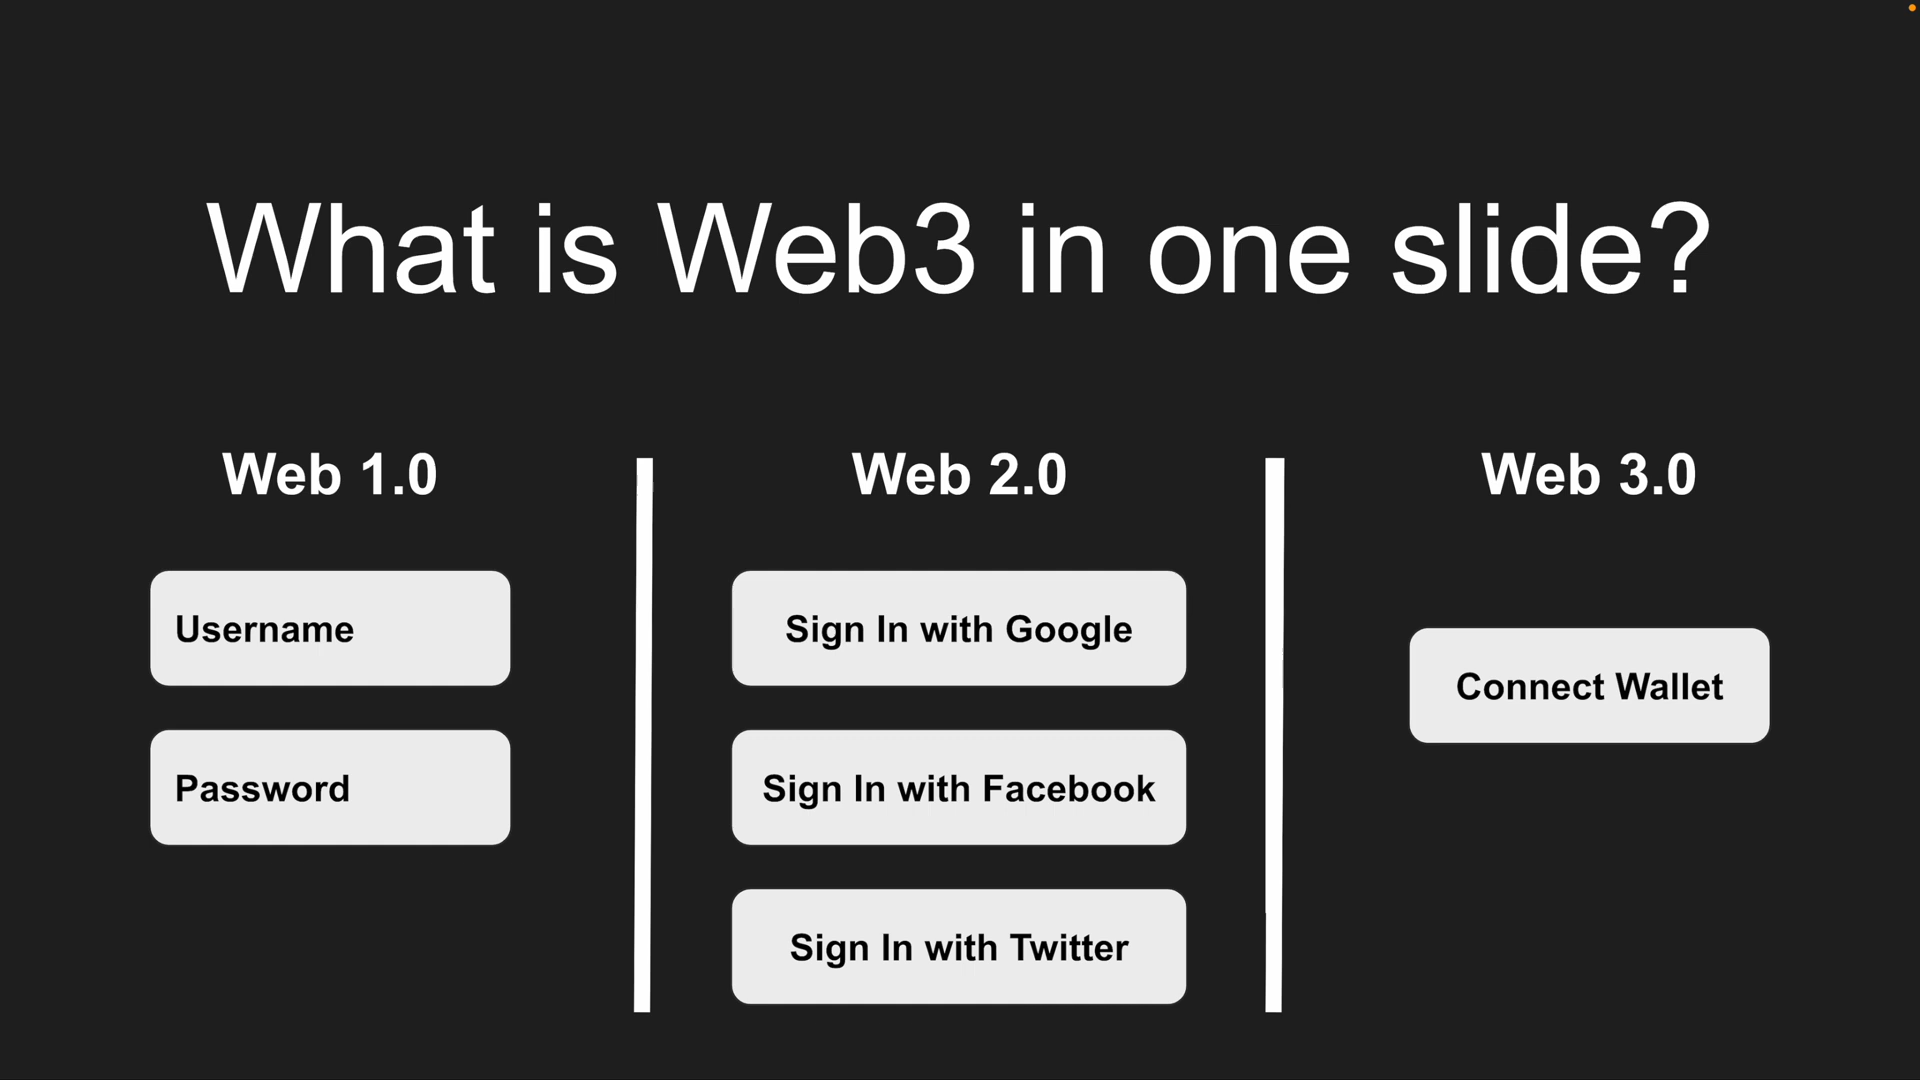 What is Web3 in one slide?
Web 1.0
Username
Password
Web 2.0
Sign In with Google
Sign In with Facebook
Sign In with Twitter
Web 3.0
Connect Wallet